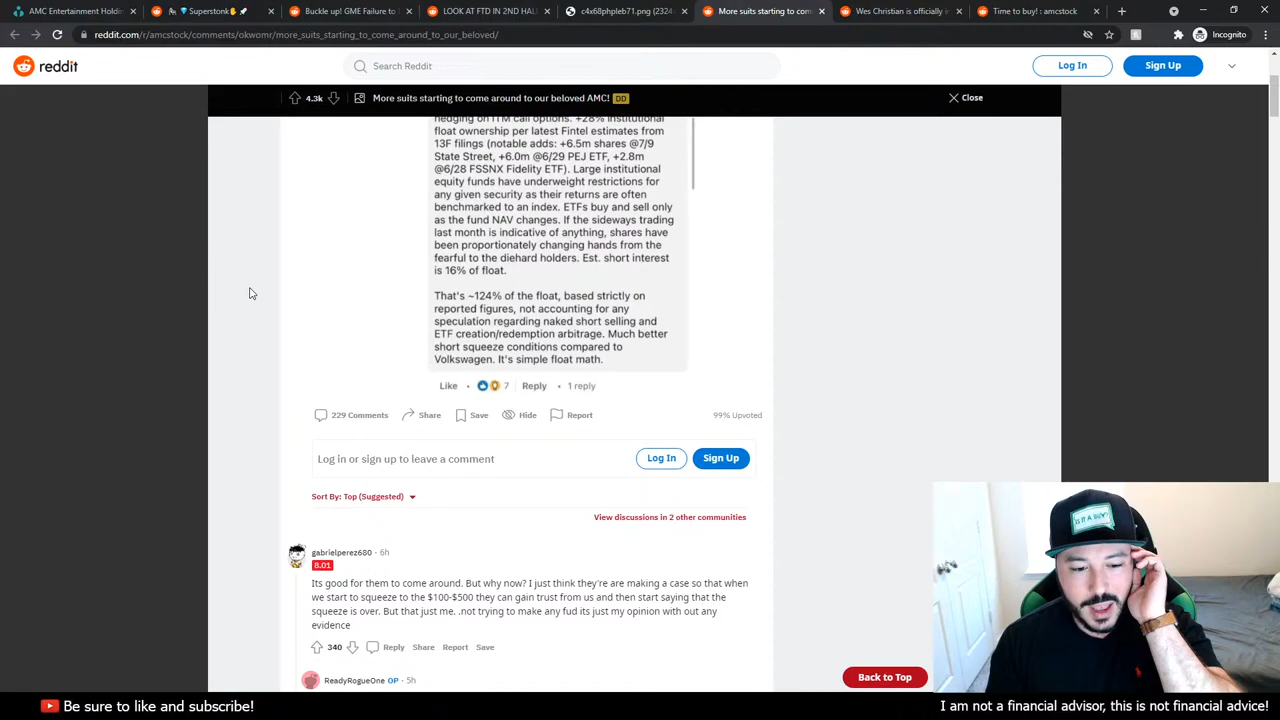 AMC Entertainment Holdin
Superstonk
Buckle up! GME Failure to
LOOK AT FTD IN 2ND HAL
c4x68phpleb71.png (2324
More suits starting to com
Wes Christian is officially i
Time to buy! : amcstock
reddit.com/r/amcstock/comments/okwomr/more_suits_starting_to_come_around_to_our_beloved/
Incognito
reddit
Search Reddit
Log In
Sign Up
4.3k
More suits starting to come around to our beloved AMC! DD
Close
hedging on ITM call options. +28% institutional
float ownership per latest Fintel estimates from
13F filings (notable adds: +6.5m shares @7/9
State Street, +6.0m @6/29 PEJ ETF, +2.8m
@6/28 FSSNX Fidelity ETF). Large institutional
equity funds have underweight restrictions for
any given security as their returns are often
benchmarked to an index. ETFs buy and sell only
as the fund NAV changes. If the sideways trading
last month is indicative of anything, shares have
been proportionately changing hands from the
fearful to the diehard holders. Est. short interest
is 16% of float.
That's ~124% of the float, based strictly on
reported figures, not accounting for any
speculation regarding naked short selling and
ETF creation/redemption arbitrage. Much better
short squeeze conditions compared to
Volkswagen. It's simple float math.
Like • 7 Reply • 1 reply
229 Comments Share Save Hide Report 99% Upvoted
Log in or sign up to leave a comment
Log In
Sign Up
Sort By: Top (Suggested)
View discussions in 2 other communities
gabrielperez680 · 6h
8.01
Its good for them to come around. But why now? I just think they're are making a case so that when
we start to squeeze to the $100-$500 they can gain trust from us and then start saying that the
squeeze is over. But that just me. .not trying to make any fud its just my opinion with out any
evidence
340 Reply Share Report Save
ReadyRogueOne OP · 5h
Back to Top
IS IT A BUY?
Be sure to like and subscribe!
I am not a financial advisor, this is not financial advice!